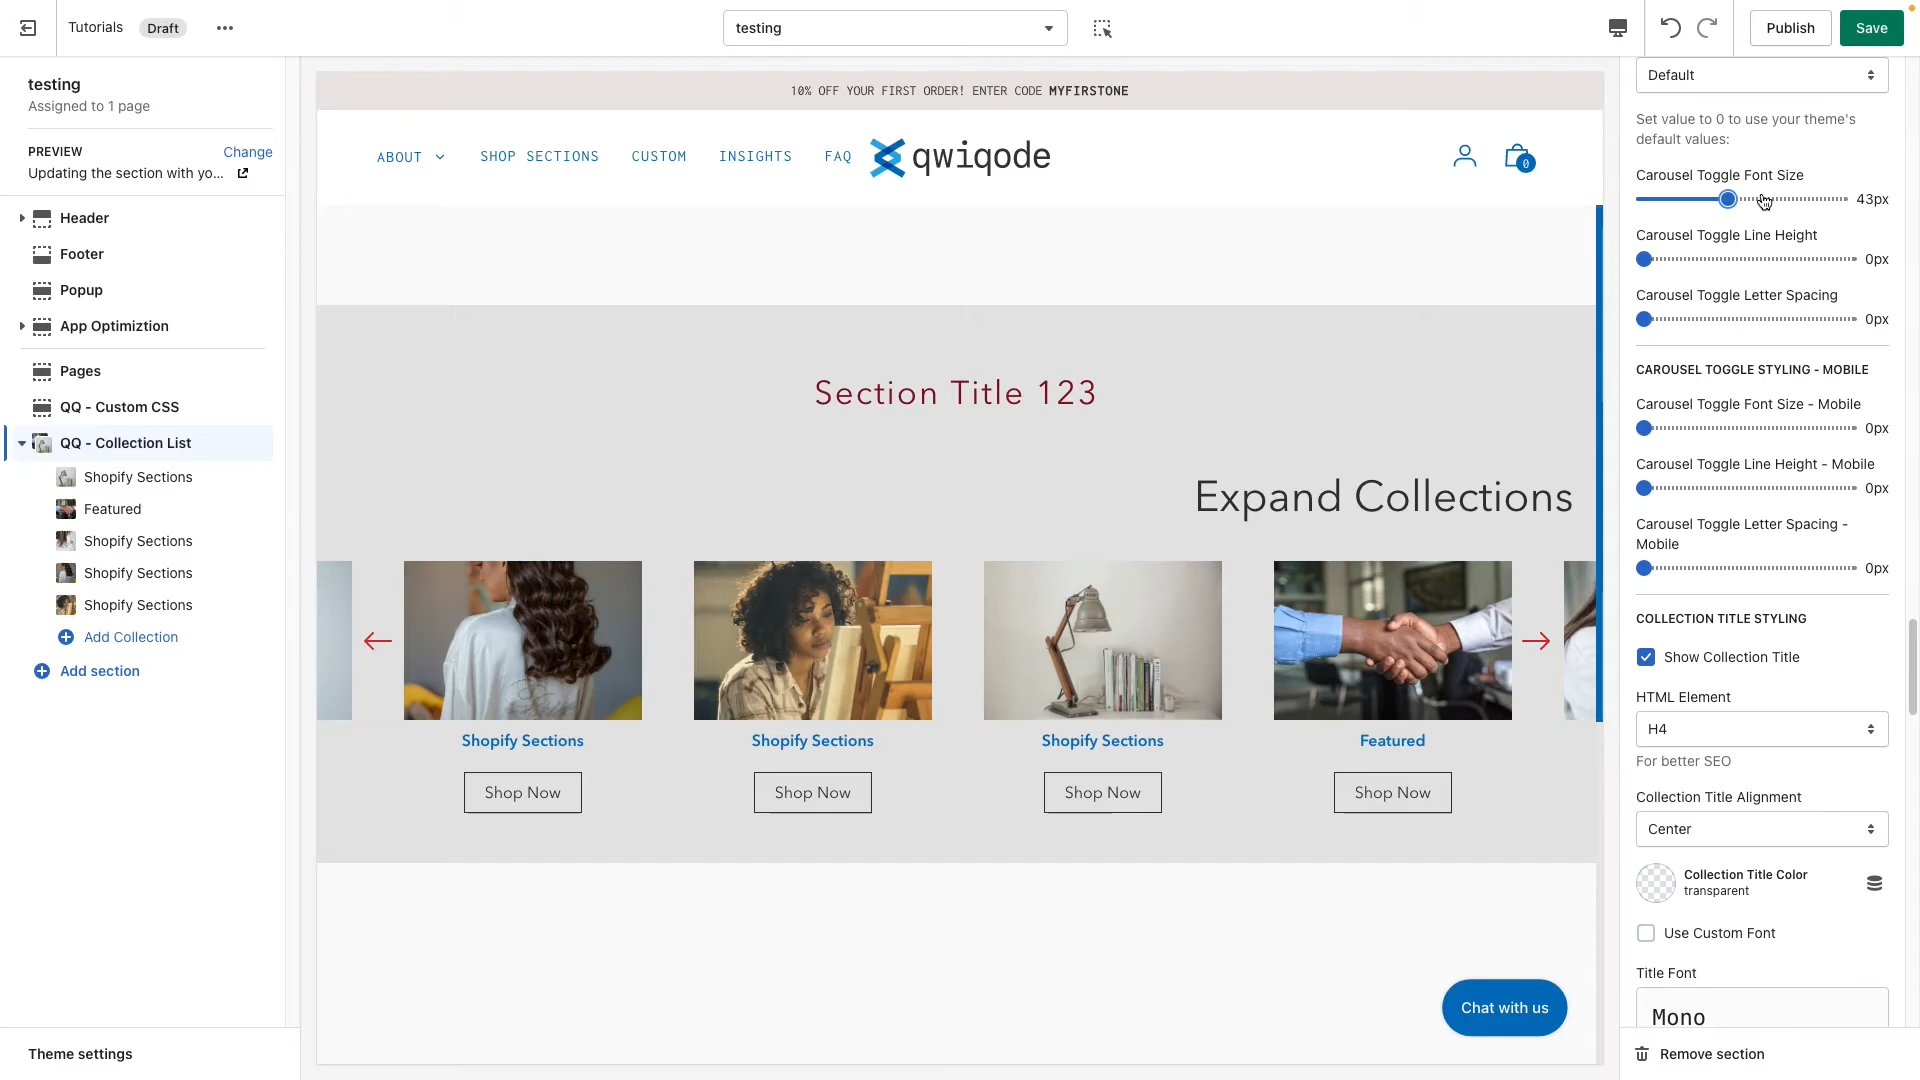 Tutorials Draft
testing
Publish Save
testing
Assigned to 1 page
PREVIEW Change
Updating the section with yo...
Header
Footer
Popup
App Optimiztion
Pages
QQ - Custom CSS
QQ - Collection List
Shopify Sections
Featured
Shopify Sections
Shopify Sections
Shopify Sections
Add Collection
Add section
Theme settings
10% OFF YOUR FIRST ORDER! ENTER CODE MYFIRSTONE
ABOUT SHOP SECTIONS CUSTOM INSIGHTS FAQ qwiqode 0
Section Title 123
Expand Collections
Shopify Sections Shopify Sections Shopify Sections Featured
Shop Now Shop Now Shop Now Shop Now
Chat with us
Default
Set value to 0 to use your theme's
default values:
Carousel Toggle Font Size
43px
Carousel Toggle Line Height
0px
Carousel Toggle Letter Spacing
0px
CAROUSEL TOGGLE STYLING - MOBILE
Carousel Toggle Font Size - Mobile
0px
Carousel Toggle Line Height - Mobile
0px
Carousel Toggle Letter Spacing -
Mobile
0px
COLLECTION TITLE STYLING
Show Collection Title
HTML Element
H4
For better SEO
Collection Title Alignment
Center
Collection Title Color
transparent
Use Custom Font
Title Font
Mono
Remove section